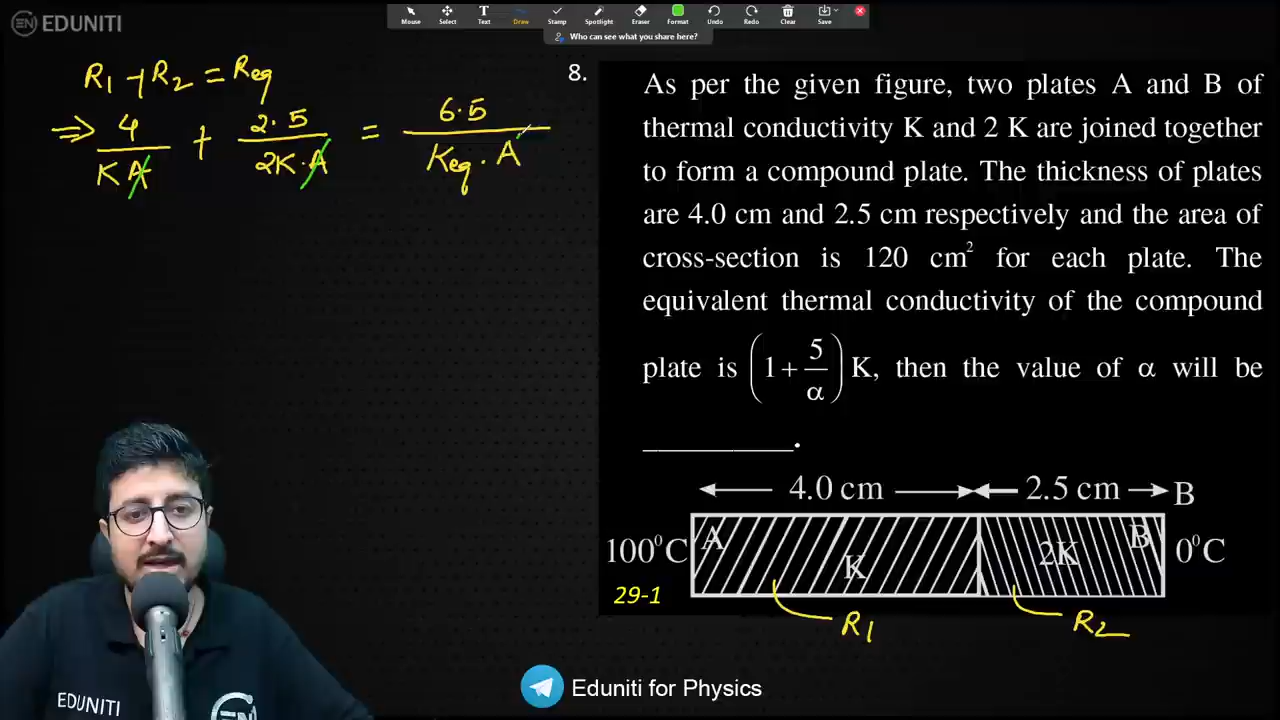 EDUNITI
Mouse Select Text Draw Stamp Spotlight Eraser Format Undo Redo Clear Save
Who can see what you share here?
R1 + R2 = Req
⇒ 4/KA + 2.5/2K.A = 6.5/Keq . A
8. As per the given figure, two plates A and B of
thermal conductivity K and 2 K are joined together
to form a compound plate. The thickness of plates
are 4.0 cm and 2.5 cm respectively and the area of
cross-section is 120 cm² for each plate. The
equivalent thermal conductivity of the compound
plate is (1 + 5/α) K, then the value of α will be
__________.
4.0 cm 2.5 cm B
100⁰C A K 2K B 0⁰C
29-1
R1 R2
EDUNITI
Eduniti for Physics